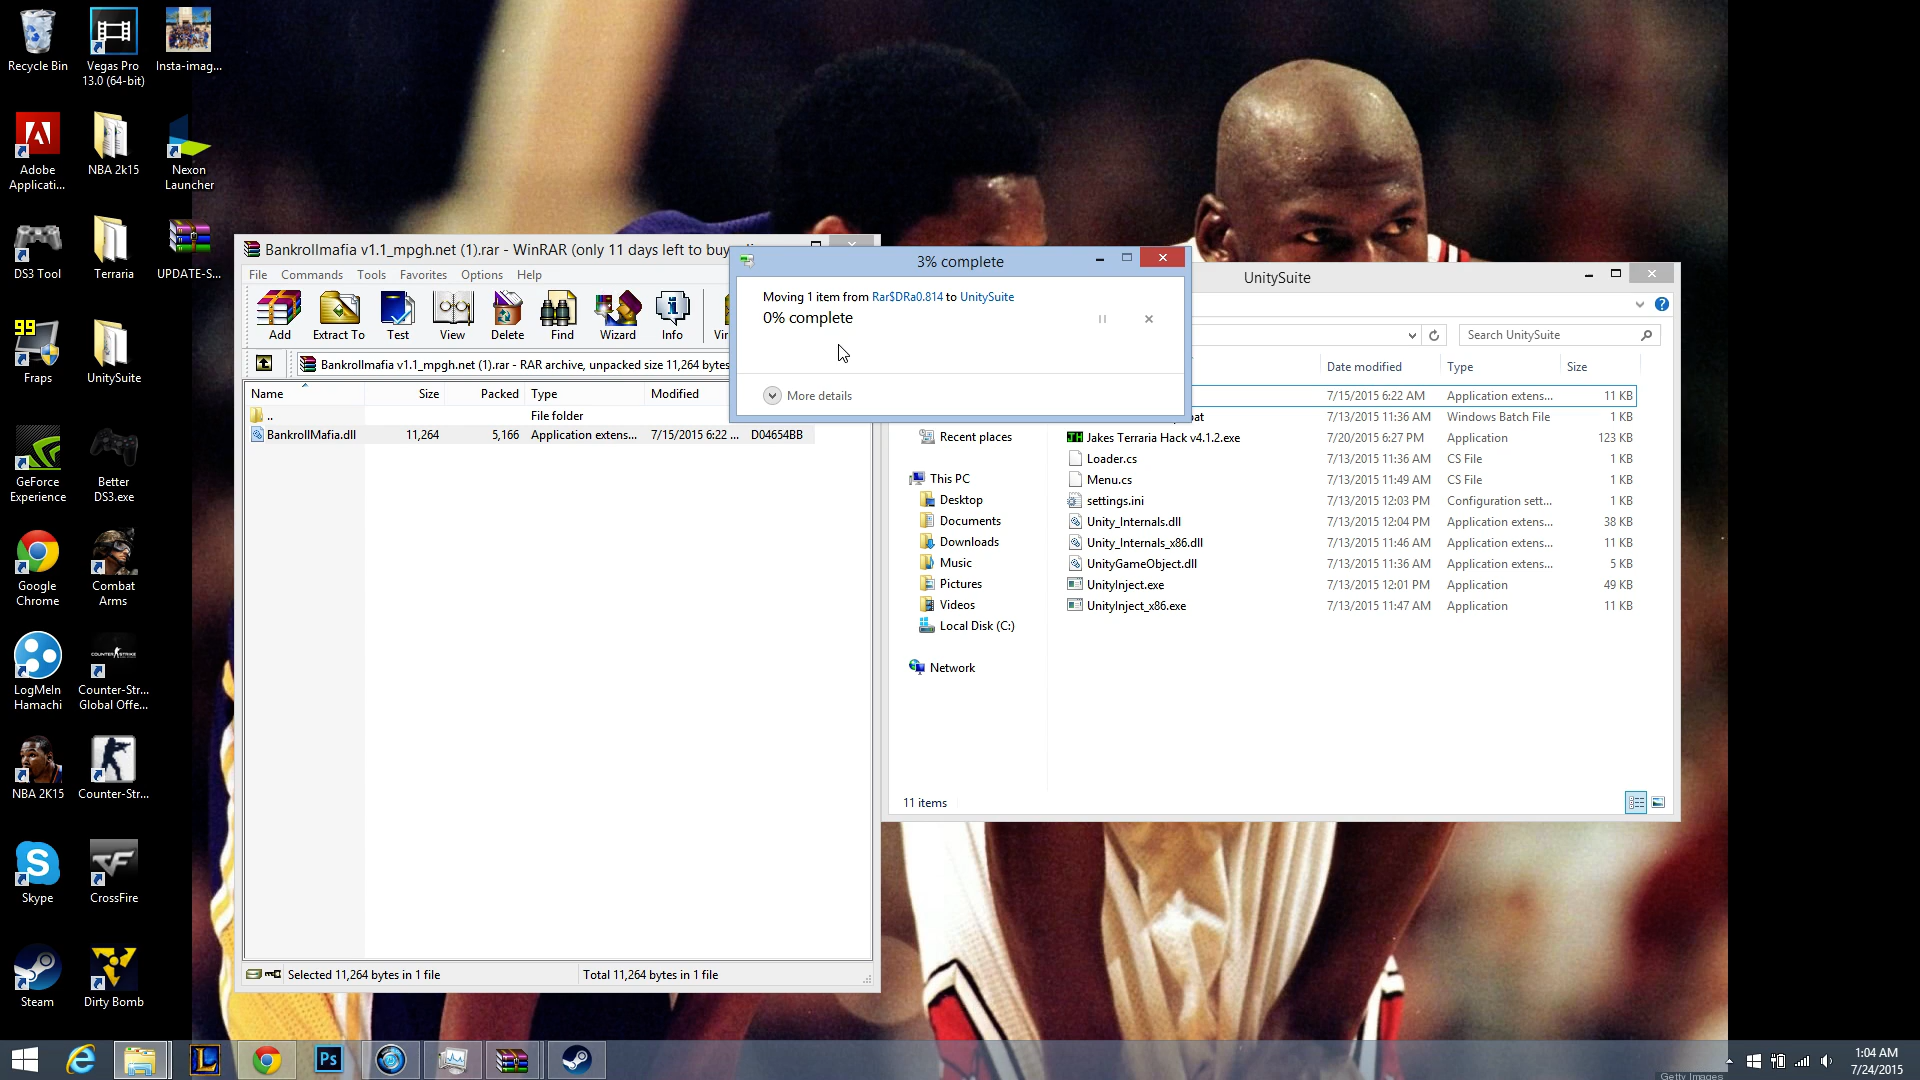 Recycle Bin
Vegas Pro
13.0 (64-bit)
Insta-imag...
Adobe
Applicati...
NBA 2k15
Nexon
Launcher
DS3 Tool
Terraria
UPDATE-S...
99
Fraps
UnitySuite
GeForce
Experience
Better
DS3.exe
Google
Chrome
Combat
Arms
LogMeIn
Hamachi
COUNTER-STRIKE
Counter-Str...
Global Offe...
NBA 2K15
Counter-Str...
Skype
CrossFire
Steam
Dirty Bomb
Bankrollmafia v1.1_mpgh.net (1).rar - WinRAR (only 11 days left to buy
File Commands Tools Favorites Options Help
Add Extract To Test View Delete Find Wizard Info
Bankrollmafia v1.1_mpgh.net (1).rar - RAR archive, unpacked size 11,264 bytes
Name Size Packed Type Modified
.. File folder
BankrollMafia.dll 11,264 5,166 Application extens... 7/15/2015 6:22 ... D04654BB
Selected 11,264 bytes in 1 file
Total 11,264 bytes in 1 file
3% complete
Moving 1 item from Rar$DRa0.814 to UnitySuite
0% complete
More details
UnitySuite
Search UnitySuite
Date modified Type Size
7/15/2015 6:22 AM Application extens... 11 KB
bat 7/13/2015 11:36 AM Windows Batch File 1 KB
Jakes Terraria Hack v4.1.2.exe 7/20/2015 6:27 PM Application 123 KB
Loader.cs 7/13/2015 11:36 AM CS File 1 KB
Menu.cs 7/13/2015 11:49 AM CS File 1 KB
settings.ini 7/13/2015 12:03 PM Configuration sett... 1 KB
Unity_Internals.dll 7/13/2015 12:04 PM Application extens... 38 KB
Unity_Internals_x86.dll 7/13/2015 11:46 AM Application extens... 11 KB
UnityGameObject.dll 7/13/2015 11:36 AM Application extens... 5 KB
UnityInject.exe 7/13/2015 12:01 PM Application 49 KB
UnityInject_x86.exe 7/13/2015 11:47 AM Application 11 KB
Recent places
This PC
Desktop
Documents
Downloads
Music
Pictures
Videos
Local Disk (C:)
Network
11 items
Ps
1:04 AM
7/24/2015
Getty Images